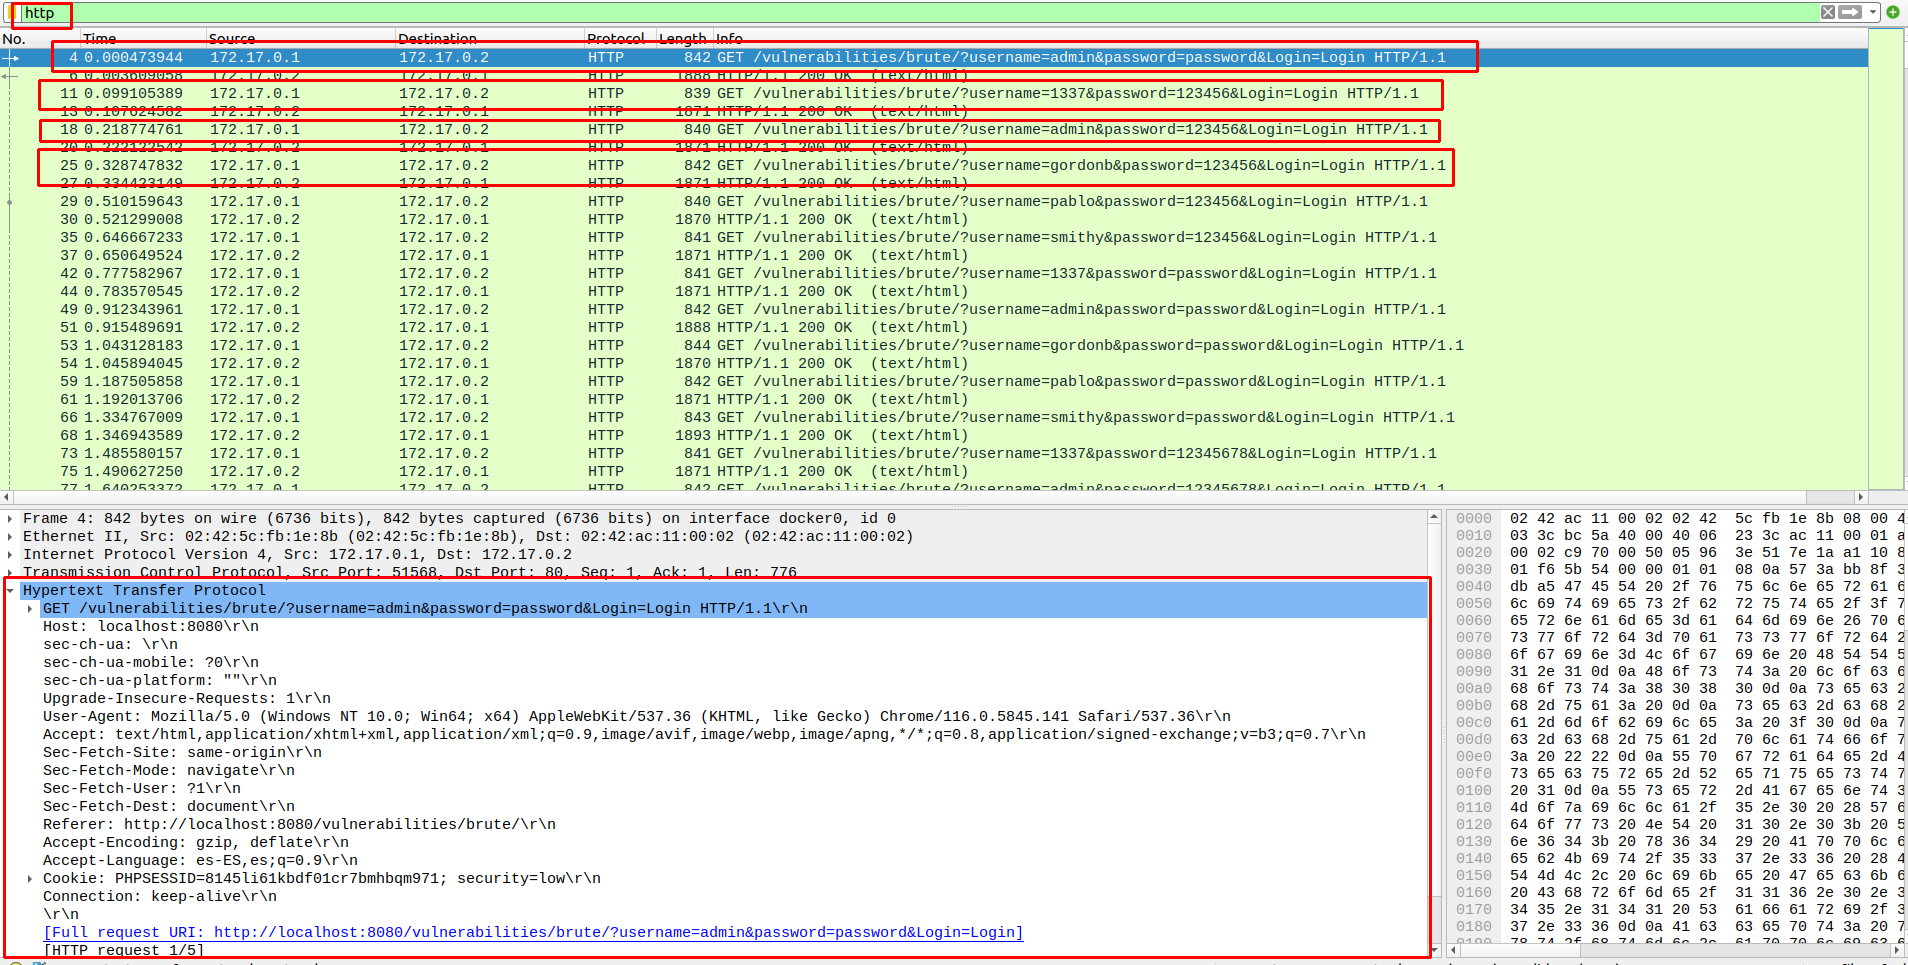 http
No. Time Source Destination Protocol Length Info
4 0.000473944 172.17.0.1 172.17.0.2 HTTP 842 GET /vulnerabilities/brute/?username=admin&password=password&Login=Login HTTP/1.1
6 0.003609058 172.17.0.2 172.17.0.1 HTTP 1888 HTTP/1.1 200 OK (text/html)
11 0.099105389 172.17.0.1 172.17.0.2 HTTP 839 GET /vulnerabilities/brute/?username=1337&password=123456&Login=Login HTTP/1.1
13 0.107624582 172.17.0.2 172.17.0.1 HTTP 1871 HTTP/1.1 200 OK (text/html)
18 0.218774761 172.17.0.1 172.17.0.2 HTTP 840 GET /vulnerabilities/brute/?username=admin&password=123456&Login=Login HTTP/1.1
20 0.222122542 172.17.0.2 172.17.0.1 HTTP 1871 HTTP/1.1 200 OK (text/html)
25 0.328747832 172.17.0.1 172.17.0.2 HTTP 842 GET /vulnerabilities/brute/?username=gordonb&password=123456&Login=Login HTTP/1.1
27 0.334423149 172.17.0.2 172.17.0.1 HTTP 1871 HTTP/1.1 200 OK (text/html)
29 0.510159643 172.17.0.1 172.17.0.2 HTTP 840 GET /vulnerabilities/brute/?username=pablo&password=123456&Login=Login HTTP/1.1
30 0.521299008 172.17.0.2 172.17.0.1 HTTP 1870 HTTP/1.1 200 OK (text/html)
35 0.646667233 172.17.0.1 172.17.0.2 HTTP 841 GET /vulnerabilities/brute/?username=smithy&password=123456&Login=Login HTTP/1.1
37 0.650649524 172.17.0.2 172.17.0.1 HTTP 1871 HTTP/1.1 200 OK (text/html)
42 0.777582967 172.17.0.1 172.17.0.2 HTTP 841 GET /vulnerabilities/brute/?username=1337&password=password&Login=Login HTTP/1.1
44 0.783570545 172.17.0.2 172.17.0.1 HTTP 1871 HTTP/1.1 200 OK (text/html)
49 0.912343961 172.17.0.1 172.17.0.2 HTTP 842 GET /vulnerabilities/brute/?username=admin&password=password&Login=Login HTTP/1.1
51 0.915489691 172.17.0.2 172.17.0.1 HTTP 1888 HTTP/1.1 200 OK (text/html)
53 1.043128183 172.17.0.1 172.17.0.2 HTTP 844 GET /vulnerabilities/brute/?username=gordonb&password=password&Login=Login HTTP/1.1
54 1.045894045 172.17.0.2 172.17.0.1 HTTP 1870 HTTP/1.1 200 OK (text/html)
59 1.187505858 172.17.0.1 172.17.0.2 HTTP 842 GET /vulnerabilities/brute/?username=pablo&password=password&Login=Login HTTP/1.1
61 1.192013706 172.17.0.2 172.17.0.1 HTTP 1871 HTTP/1.1 200 OK (text/html)
66 1.334767009 172.17.0.1 172.17.0.2 HTTP 843 GET /vulnerabilities/brute/?username=smithy&password=password&Login=Login HTTP/1.1
68 1.346943589 172.17.0.2 172.17.0.1 HTTP 1893 HTTP/1.1 200 OK (text/html)
73 1.485580157 172.17.0.1 172.17.0.2 HTTP 841 GET /vulnerabilities/brute/?username=1337&password=12345678&Login=Login HTTP/1.1
75 1.490627250 172.17.0.2 172.17.0.1 HTTP 1871 HTTP/1.1 200 OK (text/html)
77 1.640253372 172.17.0.1 172.17.0.2 HTTP 842 GET /vulnerabilities/brute/?username=admin&password=12345678&Login=Login HTTP/1.1
Frame 4: 842 bytes on wire (6736 bits), 842 bytes captured (6736 bits) on interface docker0, id 0
Ethernet II, Src: 02:42:5c:fb:1e:8b (02:42:5c:fb:1e:8b), Dst: 02:42:ac:11:00:02 (02:42:ac:11:00:02)
Internet Protocol Version 4, Src: 172.17.0.1, Dst: 172.17.0.2
Transmission Control Protocol, Src Port: 51568, Dst Port: 80, Seq: 1, Ack: 1, Len: 776
Hypertext Transfer Protocol
GET /vulnerabilities/brute/?username=admin&password=password&Login=Login HTTP/1.1\r\n
Host: localhost:8080\r\n
sec-ch-ua: \r\n
sec-ch-ua-mobile: ?0\r\n
sec-ch-ua-platform: ""\r\n
Upgrade-Insecure-Requests: 1\r\n
User-Agent: Mozilla/5.0 (Windows NT 10.0; Win64; x64) AppleWebKit/537.36 (KHTML, like Gecko) Chrome/116.0.5845.141 Safari/537.36\r\n
Accept: text/html,application/xhtml+xml,application/xml;q=0.9,image/avif,image/webp,image/apng,*/*;q=0.8,application/signed-exchange;v=b3;q=0.7\r\n
Sec-Fetch-Site: same-origin\r\n
Sec-Fetch-Mode: navigate\r\n
Sec-Fetch-User: ?1\r\n
Sec-Fetch-Dest: document\r\n
Referer: http://localhost:8080/vulnerabilities/brute/\r\n
Accept-Encoding: gzip, deflate\r\n
Accept-Language: es-ES,es;q=0.9\r\n
Cookie: PHPSESSID=8145li61kbdf01cr7bmhbqm971; security=low\r\n
Connection: keep-alive\r\n
\r\n
[Full request URI: http://localhost:8080/vulnerabilities/brute/?username=admin&password=password&Login=Login]
[HTTP request 1/5]
0000 02 42 ac 11 00 02 02 42 5c fb 1e 8b 08 00 4
0010 03 3c bc 5a 40 00 40 06 23 3c ac 11 00 01 a
0020 00 02 c9 70 00 50 05 96 3e 51 7e 1a a1 10 8
0030 01 f6 5b 54 00 00 01 01 08 0a 57 3a bb 8f 3
0040 db a5 47 45 54 20 2f 76 75 6c 6e 65 72 61 6
0050 6c 69 74 69 65 73 2f 62 72 75 74 65 2f 3f 7
0060 65 72 6e 61 6d 65 3d 61 64 6d 69 6e 26 70 6
0070 73 77 6f 72 64 3d 70 61 73 73 77 6f 72 64 2
0080 6f 67 69 6e 3d 4c 6f 67 69 6e 20 48 54 54 5
0090 31 2e 31 0d 0a 48 6f 73 74 3a 20 6c 6f 63 6
00a0 68 6f 73 74 3a 38 30 38 30 0d 0a 73 65 63 2
00b0 68 2d 75 61 3a 20 0d 0a 73 65 63 2d 63 68 2
00c0 61 2d 6d 6f 62 69 6c 65 3a 20 3f 30 0d 0a 7
00d0 63 2d 63 68 2d 75 61 2d 70 6c 61 74 66 6f 7
00e0 3a 20 22 22 0d 0a 55 70 67 72 61 64 65 2d 4
00f0 73 65 63 75 72 65 2d 52 65 71 75 65 73 74 7
0100 20 31 0d 0a 55 73 65 72 2d 41 67 65 6e 74 3
0110 4d 6f 7a 69 6c 6c 61 2f 35 2e 30 20 28 57 6
0120 64 6f 77 73 20 4e 54 20 31 30 2e 30 3b 20 5
0130 6e 36 34 3b 20 78 36 34 29 20 41 70 70 6c 6
0140 65 62 4b 69 74 2f 35 33 37 2e 33 36 20 28 4
0150 54 4d 4c 2c 20 6c 69 6b 65 20 47 65 63 6b 6
0160 20 43 68 72 6f 6d 65 2f 31 31 36 2e 30 2e 3
0170 34 35 2e 31 34 31 20 53 61 66 61 72 69 2f 3
0180 37 2e 33 36 0d 0a 41 63 63 65 70 74 3a 20 7
0190 78 74 2f 68 74 6d 6c 2c 61 70 70 6c 69 63 6